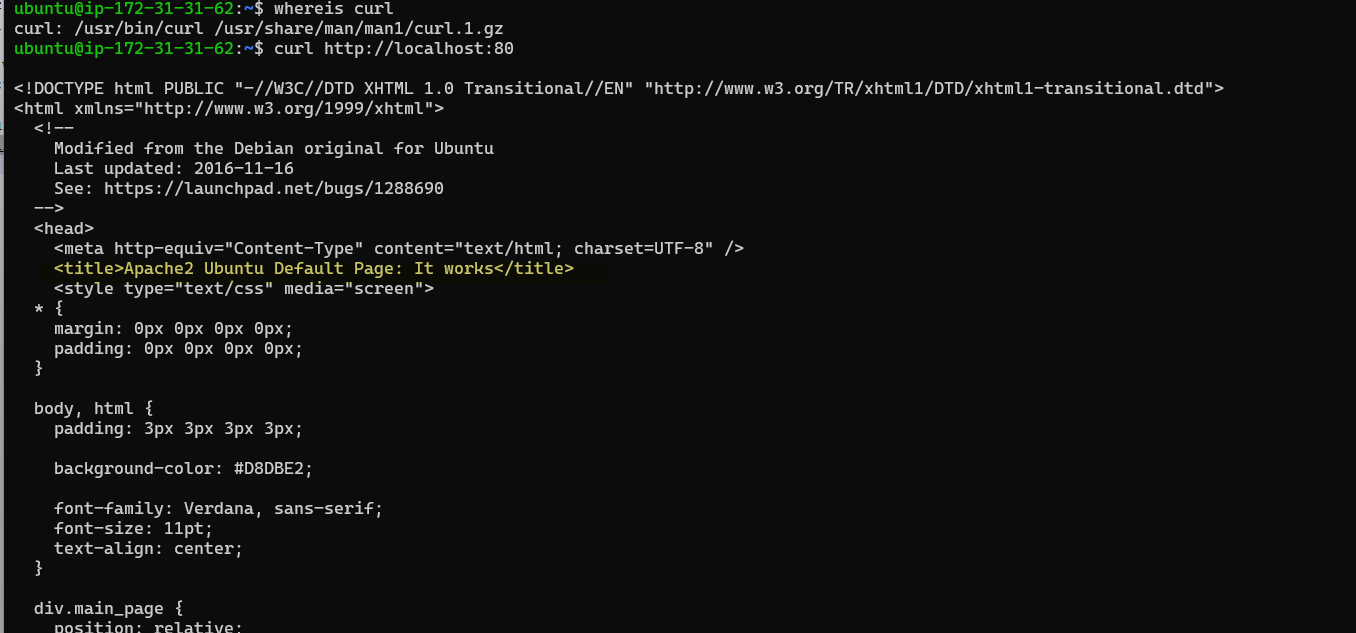 ubuntu@ip-172-31-31-62:~$ whereis curl
curl: /usr/bin/curl /usr/share/man/man1/curl.1.gz
ubuntu@ip-172-31-31-62:~$ curl http://localhost:80
<!DOCTYPE html PUBLIC "-//W3C//DTD XHTML 1.0 Transitional//EN" "http://www.w3.org/TR/xhtml1/DTD/xhtml1-transitional.dtd">
<html xmlns="http://www.w3.org/1999/xhtml">
  <!--
    Modified from the Debian original for Ubuntu
    Last updated: 2016-11-16
    See: https://launchpad.net/bugs/1288690
  -->
  <head>
    <meta http-equiv="Content-Type" content="text/html; charset=UTF-8" />
    <title>Apache2 Ubuntu Default Page: It works</title>
    <style type="text/css" media="screen">
  * {
    margin: 0px 0px 0px 0px;
    padding: 0px 0px 0px 0px;
  }
  body, html {
    padding: 3px 3px 3px 3px;
    background-color: #D8DBE2;
    font-family: Verdana, sans-serif;
    font-size: 11pt;
    text-align: center;
  }
  div.main_page {
    position: relative;